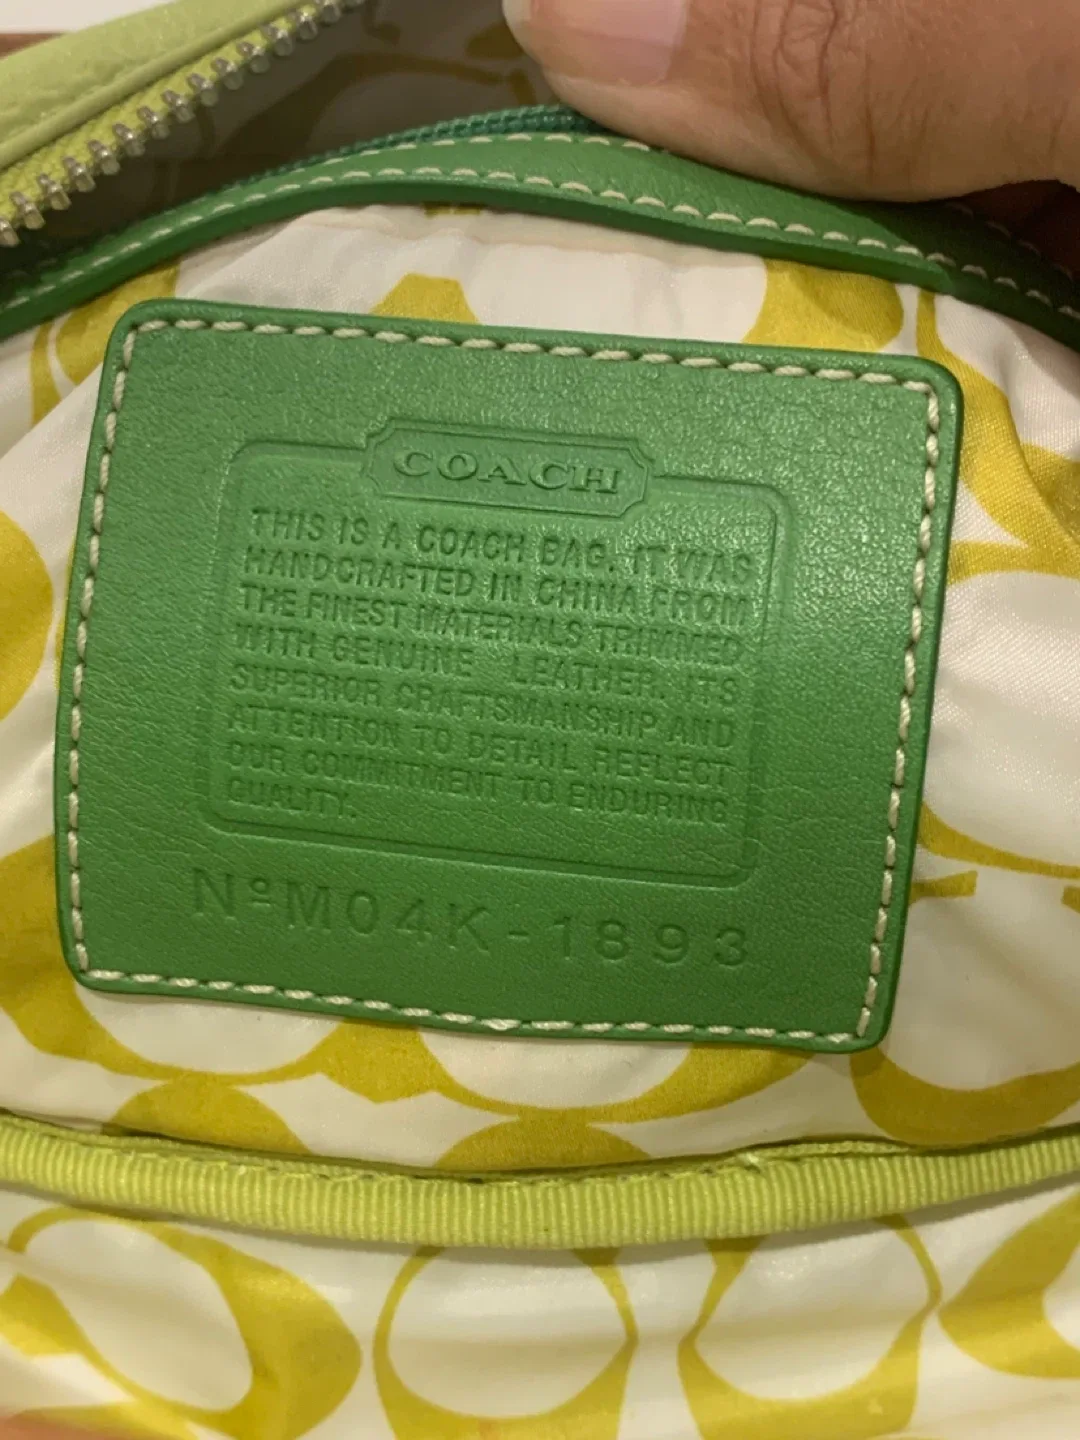 COACH
THIS IS A COACH BAG. IT WAS
HANDCRAFTED IN CHINA FROM
THE FINEST MATERIALS TRIMMED
WITH GENUINE LEATHER. ITS
SUPERIOR CRAFTSMANSHIP AND
ATTENTION TO DETAIL REFLECT
OUR COMMITMENT TO ENDURING
QUALITY.
Nº M04K-1893